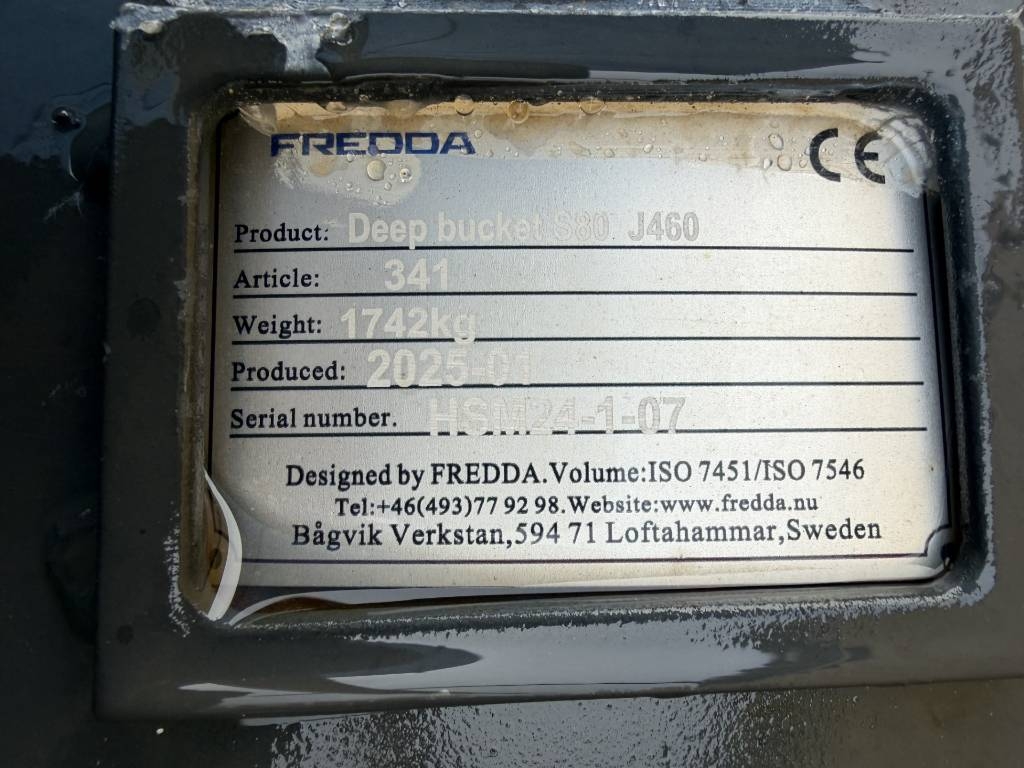 FREDDA CE
Product: Deep bucket S80 J460
Article: 341
Weight: 1742kg
Produced: 2025-01
Serial number. HSM24-1-07
Designed by FREDDA.Volume:ISO 7451/ISO 7546
Tel:+46(493)77 92 98.Website:www.fredda.nu
Bågvik Verkstan,594 71 Loftahammar,Sweden